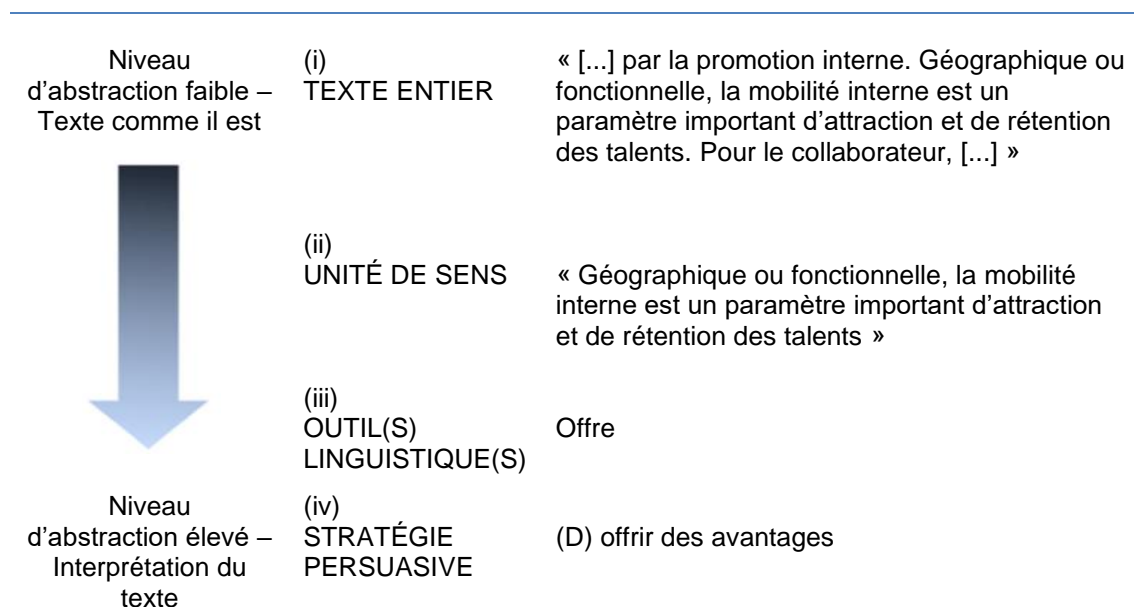 Niveau
d'abstraction faible –
Texte comme il est
(i)
TEXTE ENTIER
« [...] par la promotion interne. Géographique ou
fonctionnelle, la mobilité interne est un
paramètre important d'attraction et de rétention
des talents. Pour le collaborateur, [...] »
(ii)
UNITÉ DE SENS
« Géographique ou fonctionnelle, la mobilité
interne est un paramètre important d'attraction
et de rétention des talents »
(iii)
OUTIL(S)
LINGUISTIQUE(S)
Offre
Niveau
d'abstraction élevé –
Interprétation du
texte
(iv)
STRATÉGIE
PERSUASIVE
(D) offrir des avantages